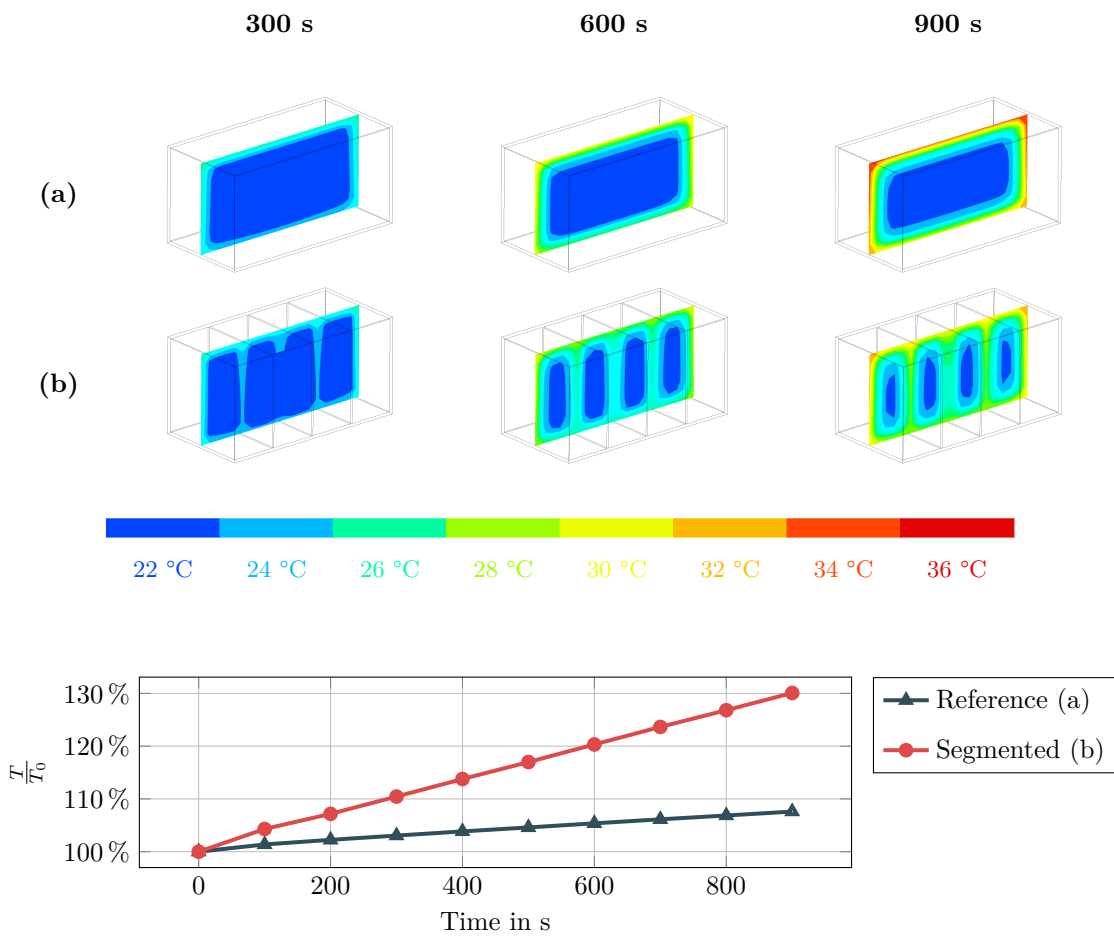 300 s 600 s 900 s
(a)
(b)
22 °C 24 °C 26 °C 28 °C 30 °C 32 °C 34 °C 36 °C
130 %
120 %
110 %
100 %
T/T₀
0 200 400 600 800
Time in s
Reference (a)
Segmented (b)